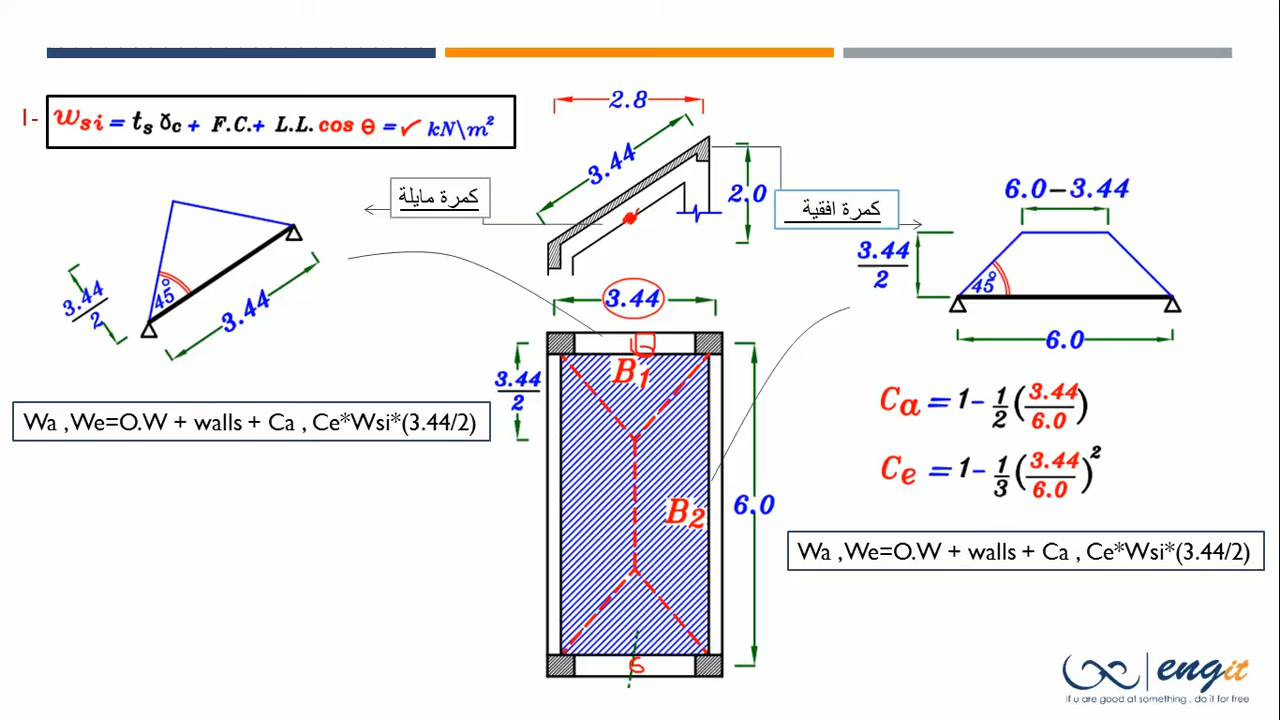 1- wsi = ts γc + F.C.+ L.L. cos θ = ✓ kN\m²
2.8
3.44
2.0
كمرة مايلة
كمرة افقية
45°
3.44
3.44/2
6.0-3.44
3.44/2
45°
6.0
3.44
3.44/2
B1
B2
6.0
6
Ca = 1- 1/2 (3.44/6.0)
Ce = 1- 1/3 (3.44/6.0)²
Wa ,We=O.W + walls + Ca , Ce*Wsi*(3.44/2)
Wa ,We=O.W + walls + Ca , Ce*Wsi*(3.44/2)
engit
if u are good at something , do it for free